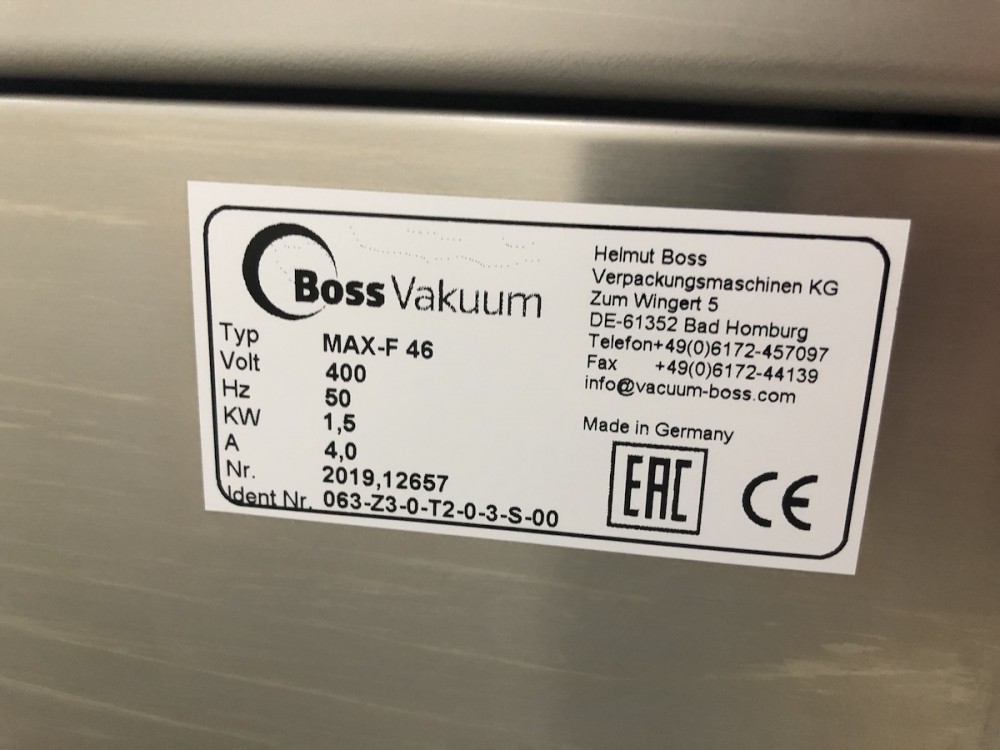 Boss Vakuum
Typ MAX-F 46
Volt 400
Hz 50
KW 1,5
A 4,0
Nr. 2019,12657
Ident Nr. 063-Z3-0-T2-0-3-S-00
Helmut Boss
Verpackungsmaschinen KG
Zum Wingert 5
DE-61352 Bad Homburg
Telefon+49(0)6172-457097
Fax +49(0)6172-44139
info@vacuum-boss.com
Made in Germany
EAC CE